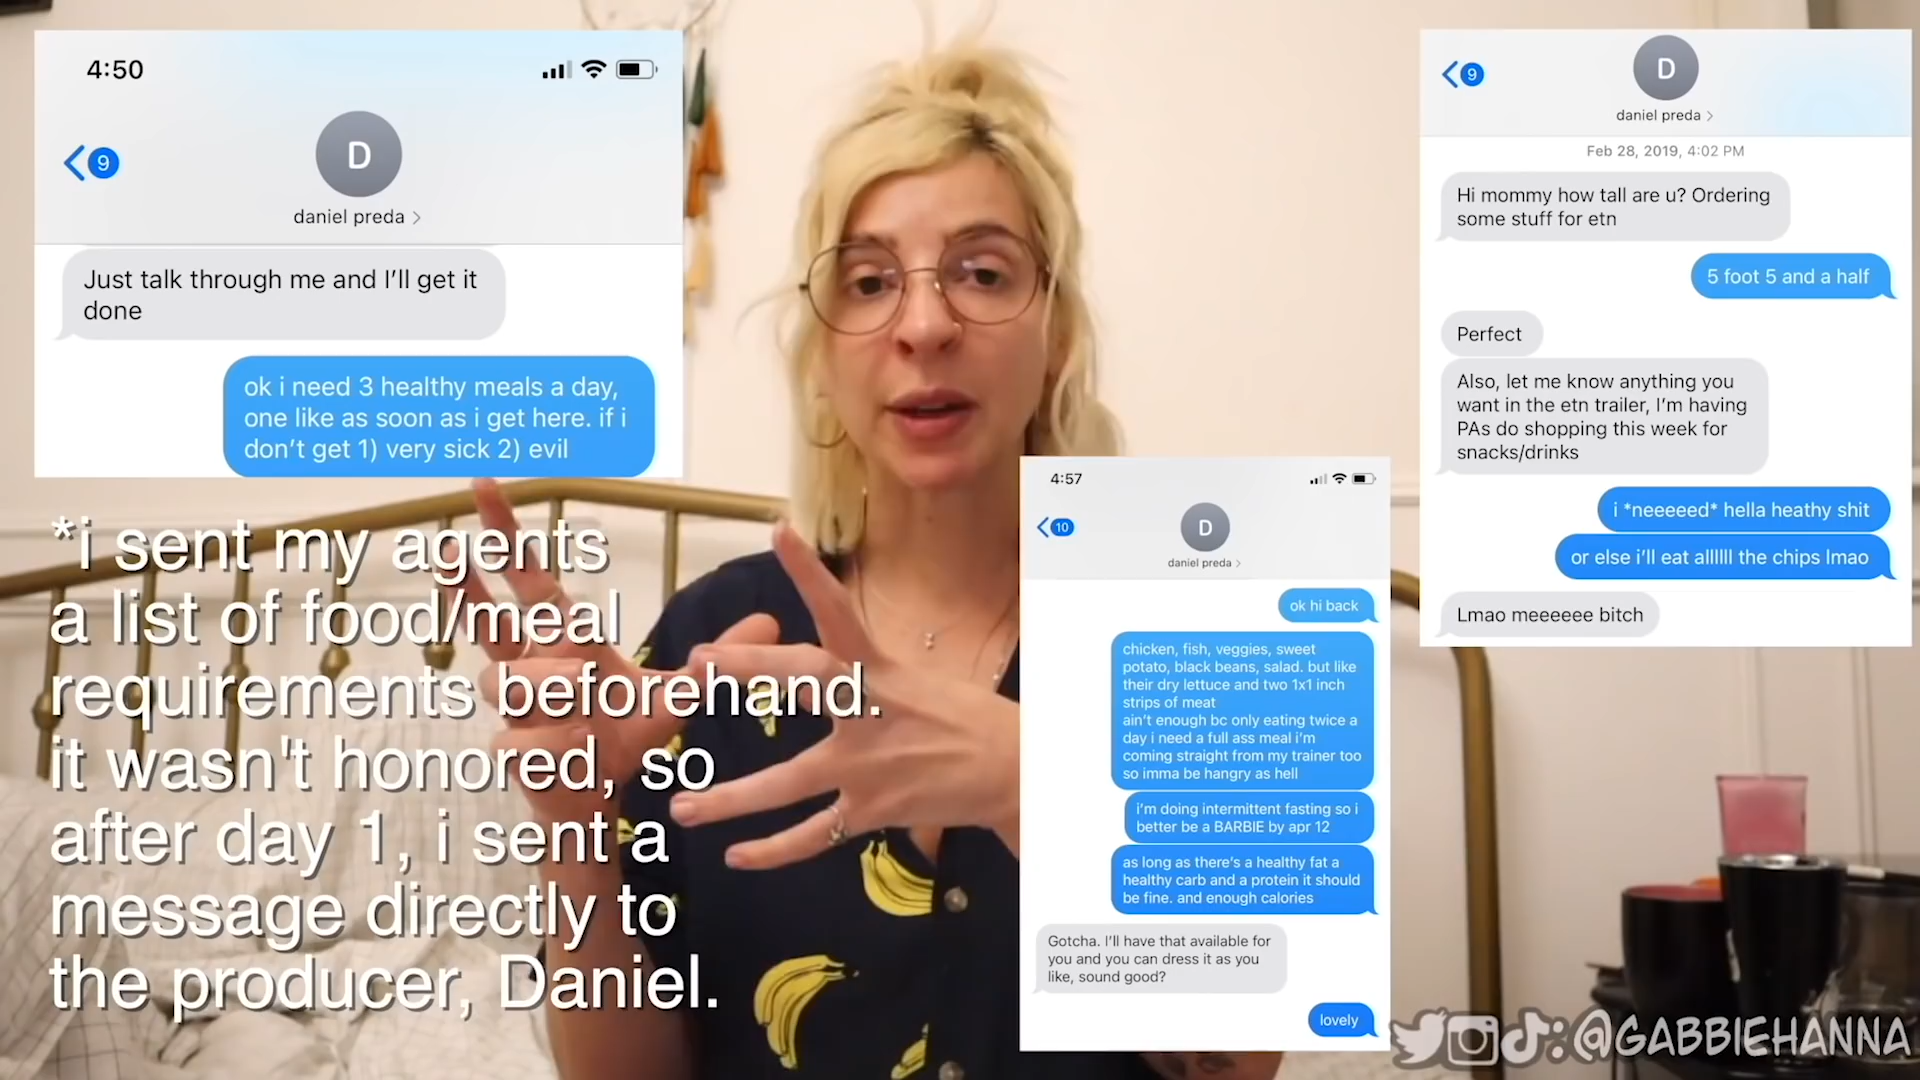 4:50
9
D
daniel preda >
Just talk through me and I'll get it
done
ok i need 3 healthy meals a day,
one like as soon as i get here. if i
don't get 1) very sick 2) evil
*i sent my agents
a list of food/meal
requirements beforehand.
it wasn't honored, so
after day 1, i sent a
message directly to
the producer, Daniel.
4:57
10
D
daniel preda >
ok hi back
chicken, fish, veggies, sweet
potato, black beans, salad. but like
their dry lettuce and two 1x1 inch
strips of meat
ain't enough bc only eating twice a
day i need a full ass meal i'm
coming straight from my trainer too
so imma be hangry as hell
i'm doing intermittent fasting so i
better be a BARBIE by apr 12
as long as there's a healthy fat a
healthy carb and a protein it should
be fine. and enough calories
Gotcha. I'll have that available for
you and you can dress it as you
like, sound good?
lovely
9
D
daniel preda >
Feb 28, 2019, 4:02 PM
Hi mommy how tall are u? Ordering
some stuff for etn
5 foot 5 and a half
Perfect
Also, let me know anything you
want in the etn trailer, I'm having
PAs do shopping this week for
snacks/drinks
i *neeeeed* hella heathy shit
or else i'll eat allllll the chips lmao
Lmao meeeeee bitch
:@GABBIEHANNA